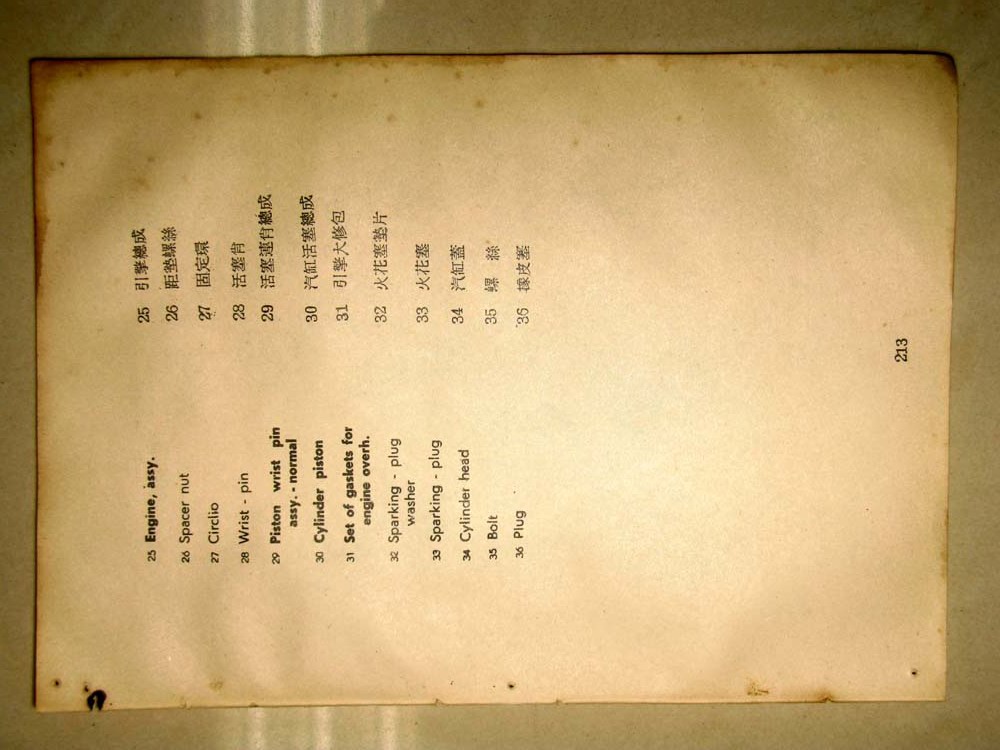 25 Engine, assy.
26 Spacer nut
27 Circlio
28 Wrist - pin
29 Piston wrist pin
assy. - normal
30 Cylinder piston
31 Set of gaskets for
engine overh.
32 Sparking - plug
washer
33 Sparking - plug
34 Cylinder head
35 Bolt
36 Plug
25 引擎總成
26 距墊螺絲
27 固定環
28 活塞肖
29 活塞連肖總成
30 汽缸活塞總成
31 引擎大修包
32 火花塞墊片
33 火花塞
34 汽缸蓋
35 螺 絲
36 橡皮塞
213